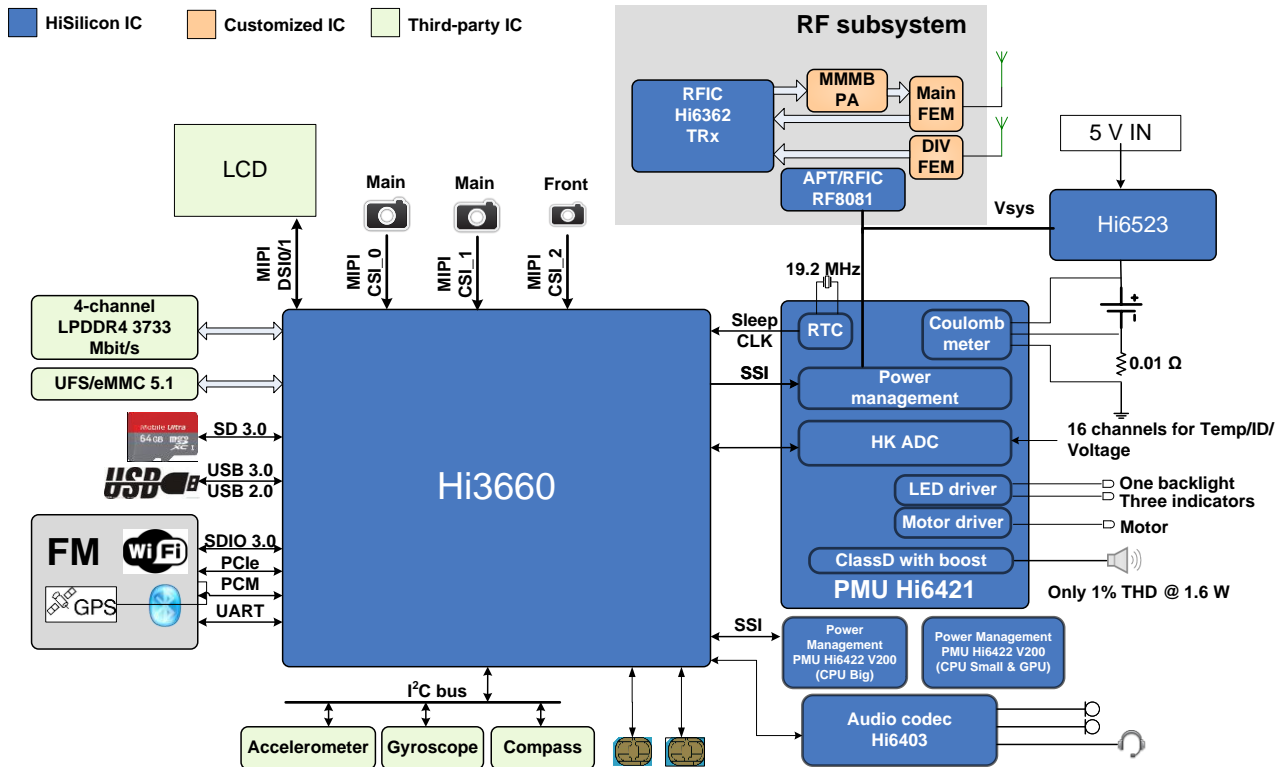 HiSilicon IC
Customized IC
Third-party IC
RF subsystem
RFIC
Hi6362
TRx
MMMB
PA
Main
FEM
DIV
FEM
APT/RFIC
RF8081
5 V IN
Vsys
Hi6523
LCD
Main
Main
Front
MIPI
DSI0/1
MIPI
CSI_0
MIPI
CSI_1
MIPI
CSI_2
19.2 MHz
4-channel
LPDDR4 3733
Mbit/s
UFS/eMMC 5.1
Sleep
CLK
RTC
Coulomb
meter
+
0.01 Ω
SSI
Power
management
HK ADC
16 channels for Temp/ID/
Voltage
Mobile Ultra
64GB micro
SD 3.0
USB
USB 3.0
USB 2.0
Hi3660
LED driver
One backlight
Three indicators
Motor driver
Motor
ClassD with boost
PMU Hi6421
Only 1% THD @ 1.6 W
FM
WiFi
SDIO 3.0
PCIe
PCM
GPS
UART
SSI
Power
Management
PMU Hi6422 V200
(CPU Big)
Power Management
PMU Hi6422 V200
(CPU Small & GPU)
I²C bus
Accelerometer
Gyroscope
Compass
Audio codec
Hi6403